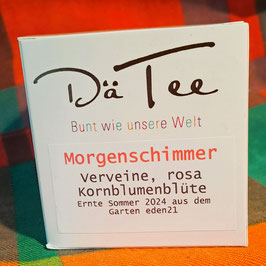 Dä Tee
Bunt wie unsere Welt
Morgenschimmer
Verveine, rosa
Kornblumenblüte
Ernte Sommer 2024 aus dem
Garten eden21